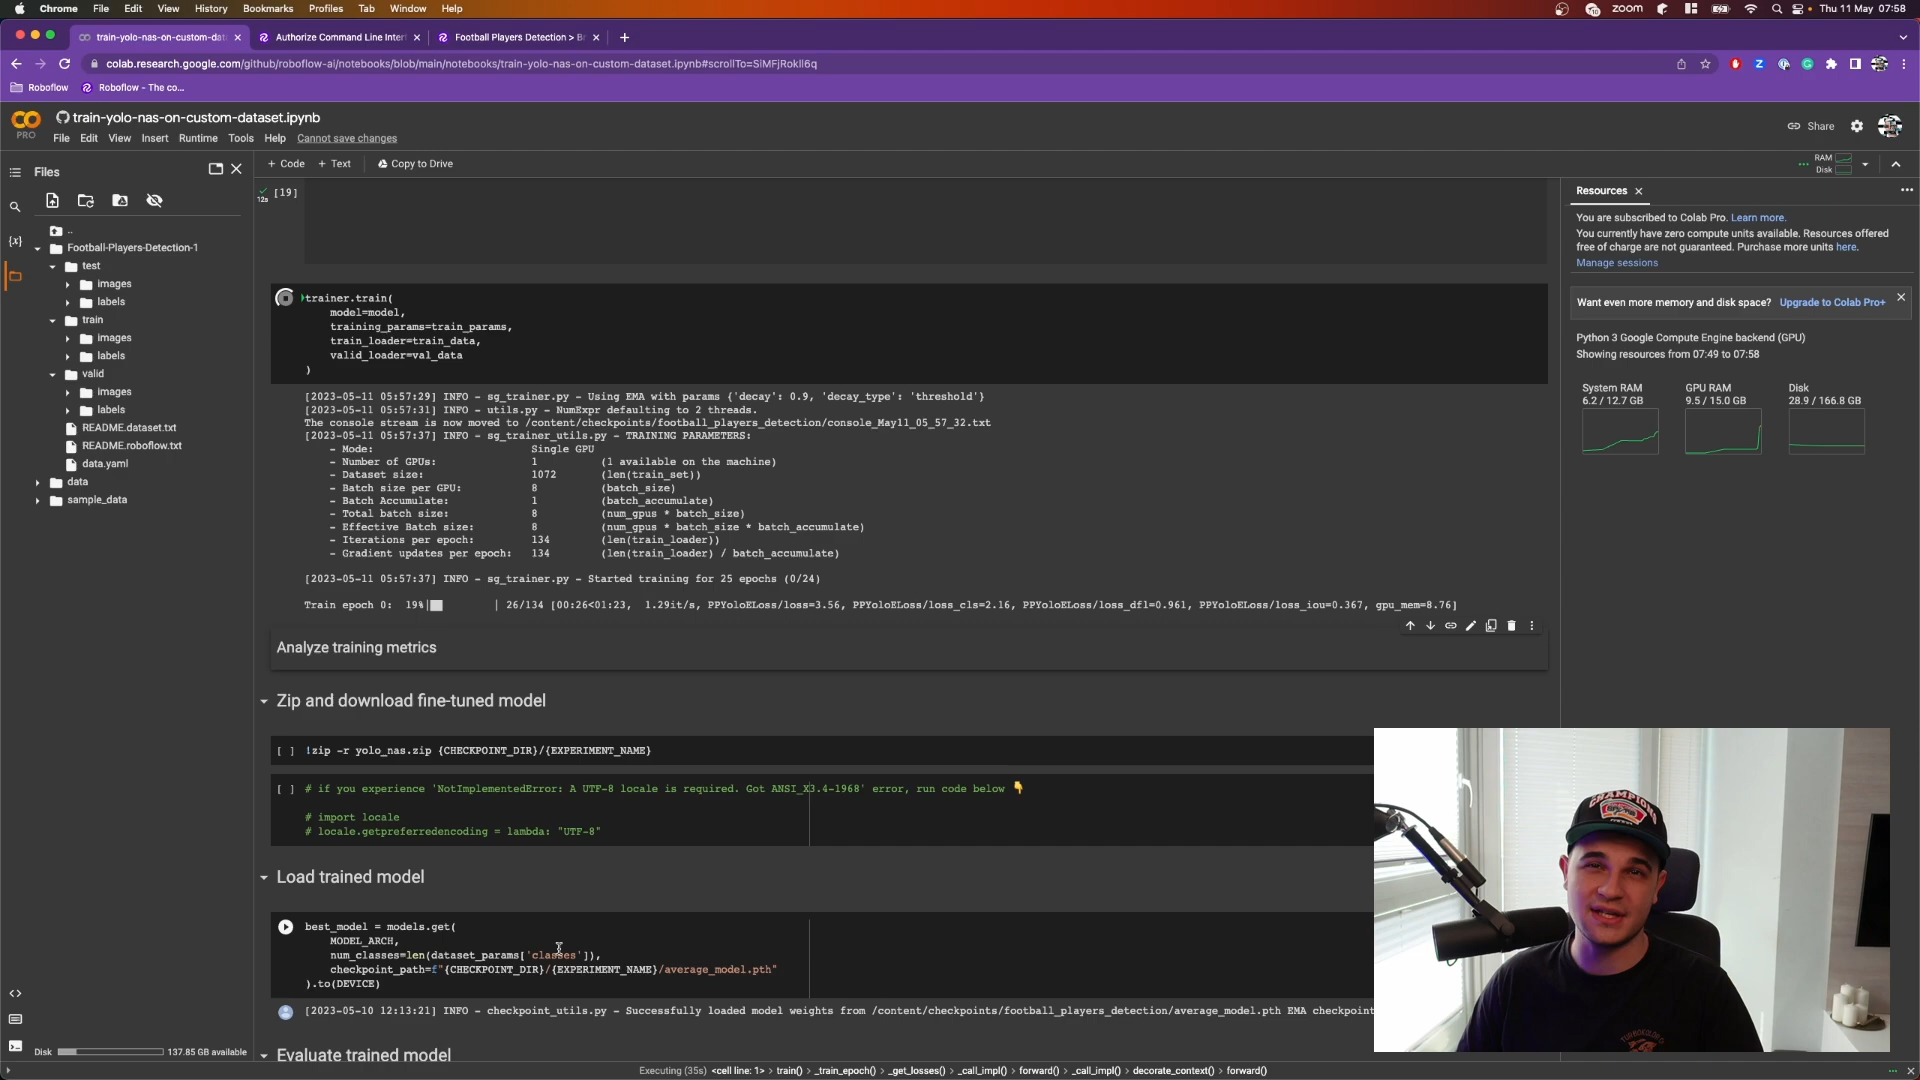 Chrome File Edit View History Bookmarks Profiles Tab Window Help
zoom Thu 11 May 07:58
train-yolo-nas-on-custom-dat
Authorize Command Line Inter
Football Players Detection > B
colab.research.google.com/github/roboflow-ai/notebooks/blob/main/notebooks/train-yolo-nas-on-custom-dataset.ipynb#scrollTo=SIMFjRokIl6q
Roboflow
Roboflow - The co...
PRO
train-yolo-nas-on-custom-dataset.ipynb
File Edit View Insert Runtime Tools Help Cannot save changes
Share
Files
+ Code + Text Copy to Drive
RAM
Disk
..
Football-Players-Detection-1
test
images
labels
train
images
labels
valid
images
labels
README.dataset.txt
README.roboflow.txt
data.yaml
data
sample_data
Disk 137.85 GB available
[19]
12s
trainer.train(
model=model,
training_params=train_params,
train_loader=train_data,
valid_loader=val_data
)
[2023-05-11 05:57:29] INFO - sg_trainer.py - Using EMA with params {'decay': 0.9, 'decay_type': 'threshold'}
[2023-05-11 05:57:31] INFO - utils.py - NumExpr defaulting to 2 threads.
The console stream is now moved to /content/checkpoints/football_players_detection/console_May11_05_57_32.txt
[2023-05-11 05:57:37] INFO - sg_trainer_utils.py - TRAINING PARAMETERS:
- Mode: Single GPU
- Number of GPUs: 1 (1 available on the machine)
- Dataset size: 1072 (len(train_set))
- Batch size per GPU: 8 (batch_size)
- Batch Accumulate: 1 (batch_accumulate)
- Total batch size: 8 (num_gpus * batch_size)
- Effective Batch size: 8 (num_gpus * batch_size * batch_accumulate)
- Iterations per epoch: 134 (len(train_loader))
- Gradient updates per epoch: 134 (len(train_loader) / batch_accumulate)
[2023-05-11 05:57:37] INFO - sg_trainer.py - Started training for 25 epochs (0/24)
Train epoch 0: 19%| | 26/134 [00:26<01:23, 1.29it/s, PPYoloELoss/loss=3.56, PPYoloELoss/loss_cls=2.16, PPYoloELoss/loss_dfl=0.961, PPYoloELoss/loss_iou=0.367, gpu_mem=8.76]
Analyze training metrics
Zip and download fine-tuned model
[ ] !zip -r yolo_nas.zip {CHECKPOINT_DIR}/{EXPERIMENT_NAME}
[ ] # if you experience 'NotImplementedError: A UTF-8 locale is required. Got ANSI_X3.4-1968' error, run code below 👇
# import locale
# locale.getpreferredencoding = lambda: "UTF-8"
Load trained model
best_model = models.get(
MODEL_ARCH,
num_classes=len(dataset_params['classes']),
checkpoint_path=f"{CHECKPOINT_DIR}/{EXPERIMENT_NAME}/average_model.pth"
).to(DEVICE)
[2023-05-10 12:13:21] INFO - checkpoint_utils.py - Successfully loaded model weights from /content/checkpoints/football_players_detection/average_model.pth EMA checkpoint
Evaluate trained model
Executing (35s) <cell line: 1> > train() > _train_epoch() > _get_losses() > _call_impl() > forward() > _call_impl() > decorate_context() > forward()
Resources
You are subscribed to Colab Pro. Learn more.
You currently have zero compute units available. Resources offered
free of charge are not guaranteed. Purchase more units here.
Manage sessions
Want even more memory and disk space? Upgrade to Colab Pro+
Python 3 Google Compute Engine backend (GPU)
Showing resources from 07:49 to 07:58
System RAM
6.2 / 12.7 GB
GPU RAM
9.5 / 15.0 GB
Disk
28.9 / 166.8 GB
CHAMPIONS